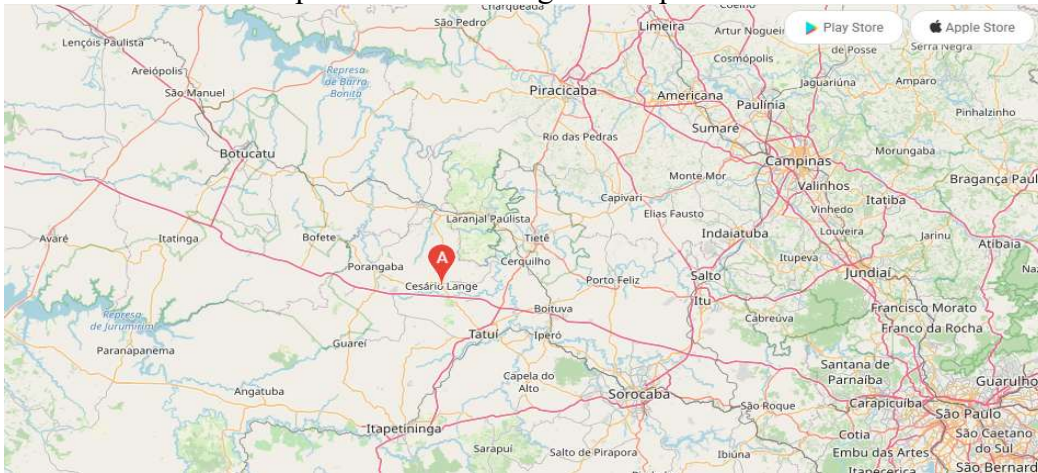 Charqueada
São Pedro
Limeira
Artur Noguei
Play Store
Apple Store
Lençóis Paulista
de Posse
Serra Negra
Cosmópolis
Areiópolis
Represa
de Barra
Bonita
Jaguariúna
Amparo
São Manuel
Piracicaba
Americana
Paulínia
Pinhalzinho
Sumaré
Rio das Pedras
Botucatu
Campinas
Morungaba
Monte Mor
Valinhos
Bragança Paul
Capivari
Itatiba
Elias Fausto
Vinhedo
Laranjal Paulista
Louveira
Avaré
Itatinga
Bofete
Tietê
Indaiatuba
Jarinu
Atibaia
A
Itupeva
Cerquilho
Porangaba
Jundiaí
Naz
Salto
Porto Feliz
Cesário Lange
Itu
Represa
de Jurumirim
Boituva
Francisco Morato
Cabreúva
Franco da Rocha
Tatuí
Iperó
Guareí
Paranapanema
Santana de
Parnaíba
Capela do
Alto
Guarulho
Angatuba
Sorocaba
Carapicuíba
São Roque
São Paulo
Itapetininga
Cotia
São Caetano
do Sul
Sarapuí
Salto de Pirapora
Ibiúna
Embu das Artes
São Bernard
Itapecerica